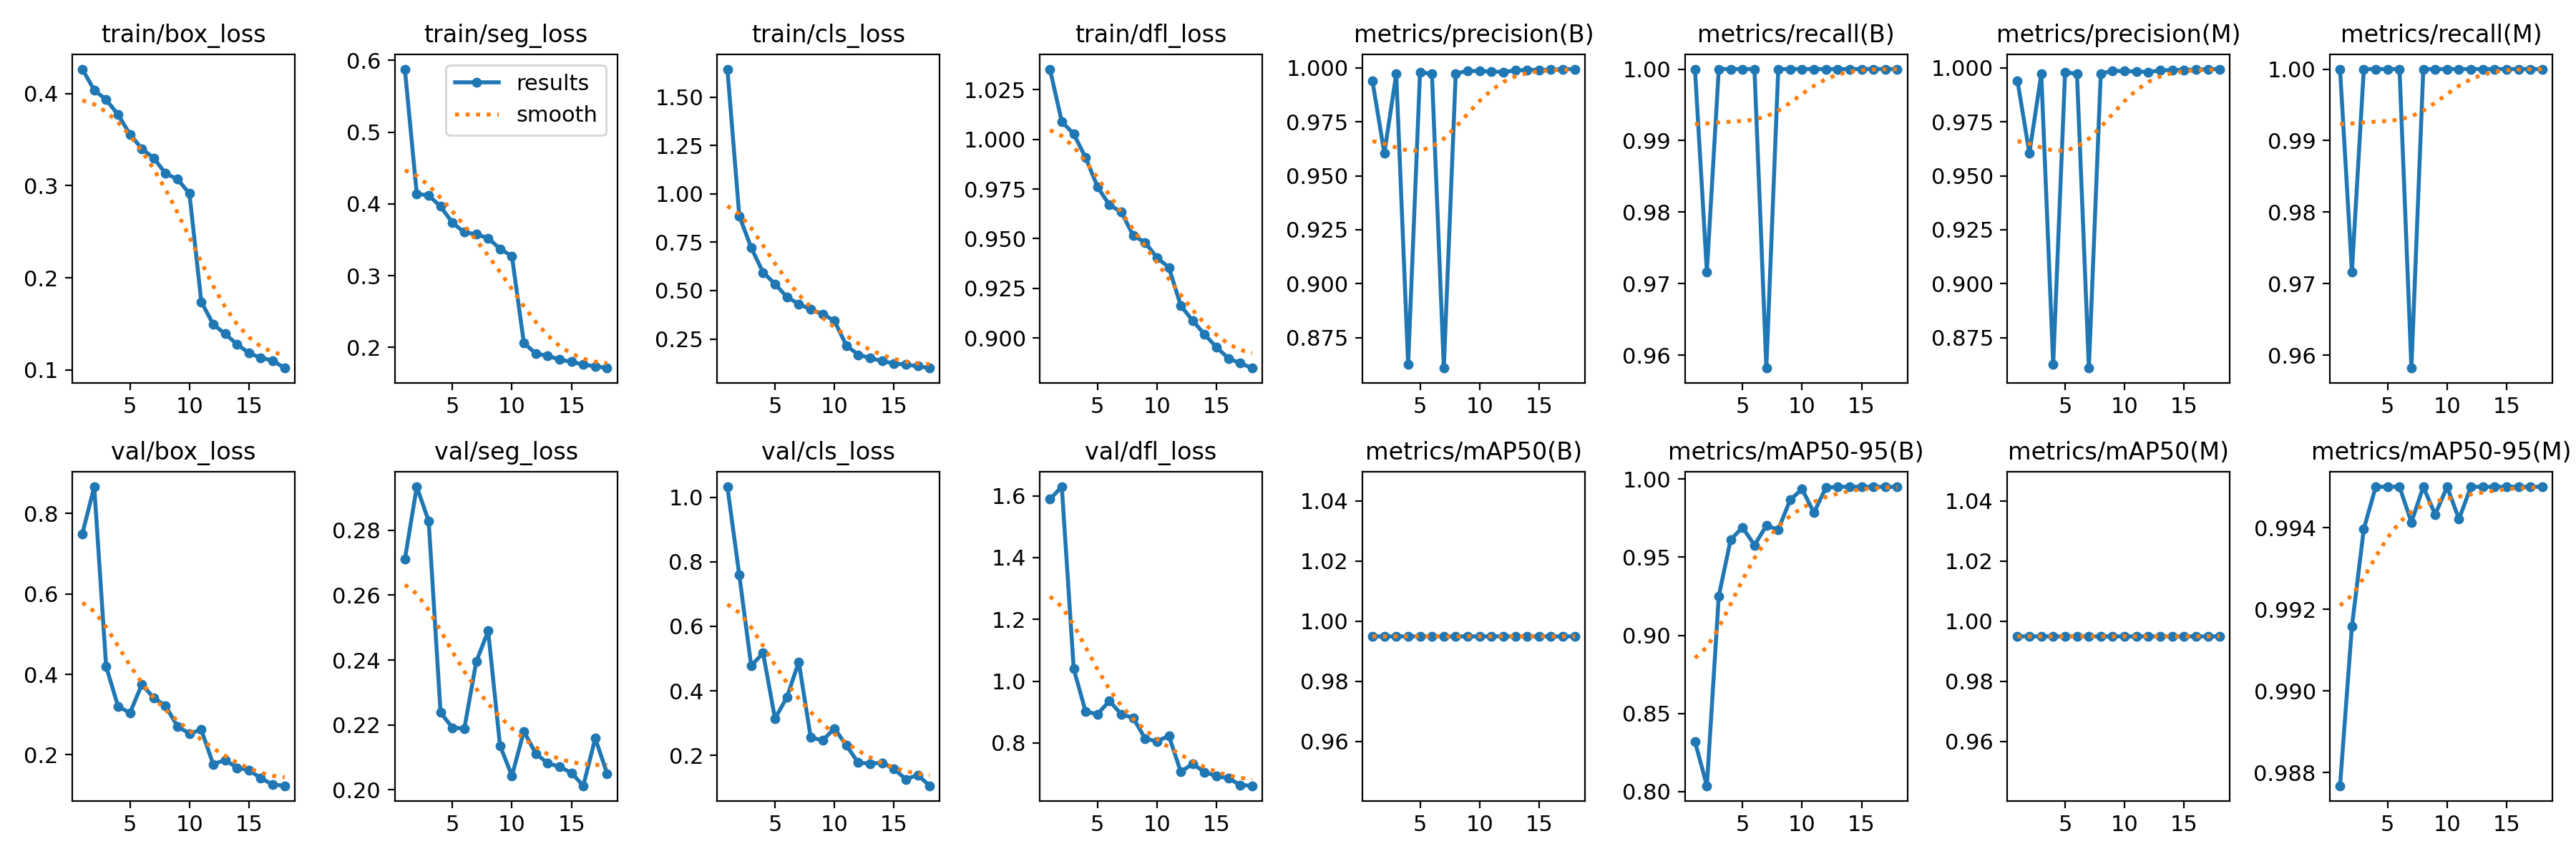 train/box_loss
0.4
0.3
0.2
0.1
5 10 15
train/seg_loss
results
smooth
0.6
0.5
0.4
0.3
0.2
5 10 15
train/cls_loss
1.50
1.25
1.00
0.75
0.50
0.25
5 10 15
train/dfl_loss
1.025
1.000
0.975
0.950
0.925
0.900
5 10 15
metrics/precision(B)
1.000
0.975
0.950
0.925
0.900
0.875
5 10 15
metrics/recall(B)
1.00
0.99
0.98
0.97
0.96
5 10 15
metrics/precision(M)
1.000
0.975
0.950
0.925
0.900
0.875
5 10 15
metrics/recall(M)
1.00
0.99
0.98
0.97
0.96
5 10 15
val/box_loss
0.8
0.6
0.4
0.2
5 10 15
val/seg_loss
0.28
0.26
0.24
0.22
0.20
5 10 15
val/cls_loss
1.0
0.8
0.6
0.4
0.2
5 10 15
val/dfl_loss
1.6
1.4
1.2
1.0
0.8
5 10 15
metrics/mAP50(B)
1.04
1.02
1.00
0.98
0.96
5 10 15
metrics/mAP50-95(B)
1.00
0.95
0.90
0.85
0.80
5 10 15
metrics/mAP50(M)
1.04
1.02
1.00
0.98
0.96
5 10 15
metrics/mAP50-95(M)
0.994
0.992
0.990
0.988
5 10 15